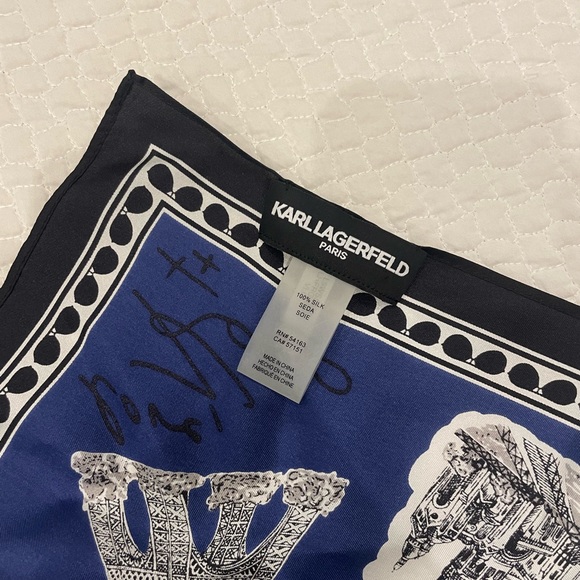 KARL LAGERFELD
PARIS
100% SILK
SEDA
SOIE
RN# 54163
CA# 57151
MADE IN CHINA
HECHO EN CHINA
FABRIQUÉ EN CHINE